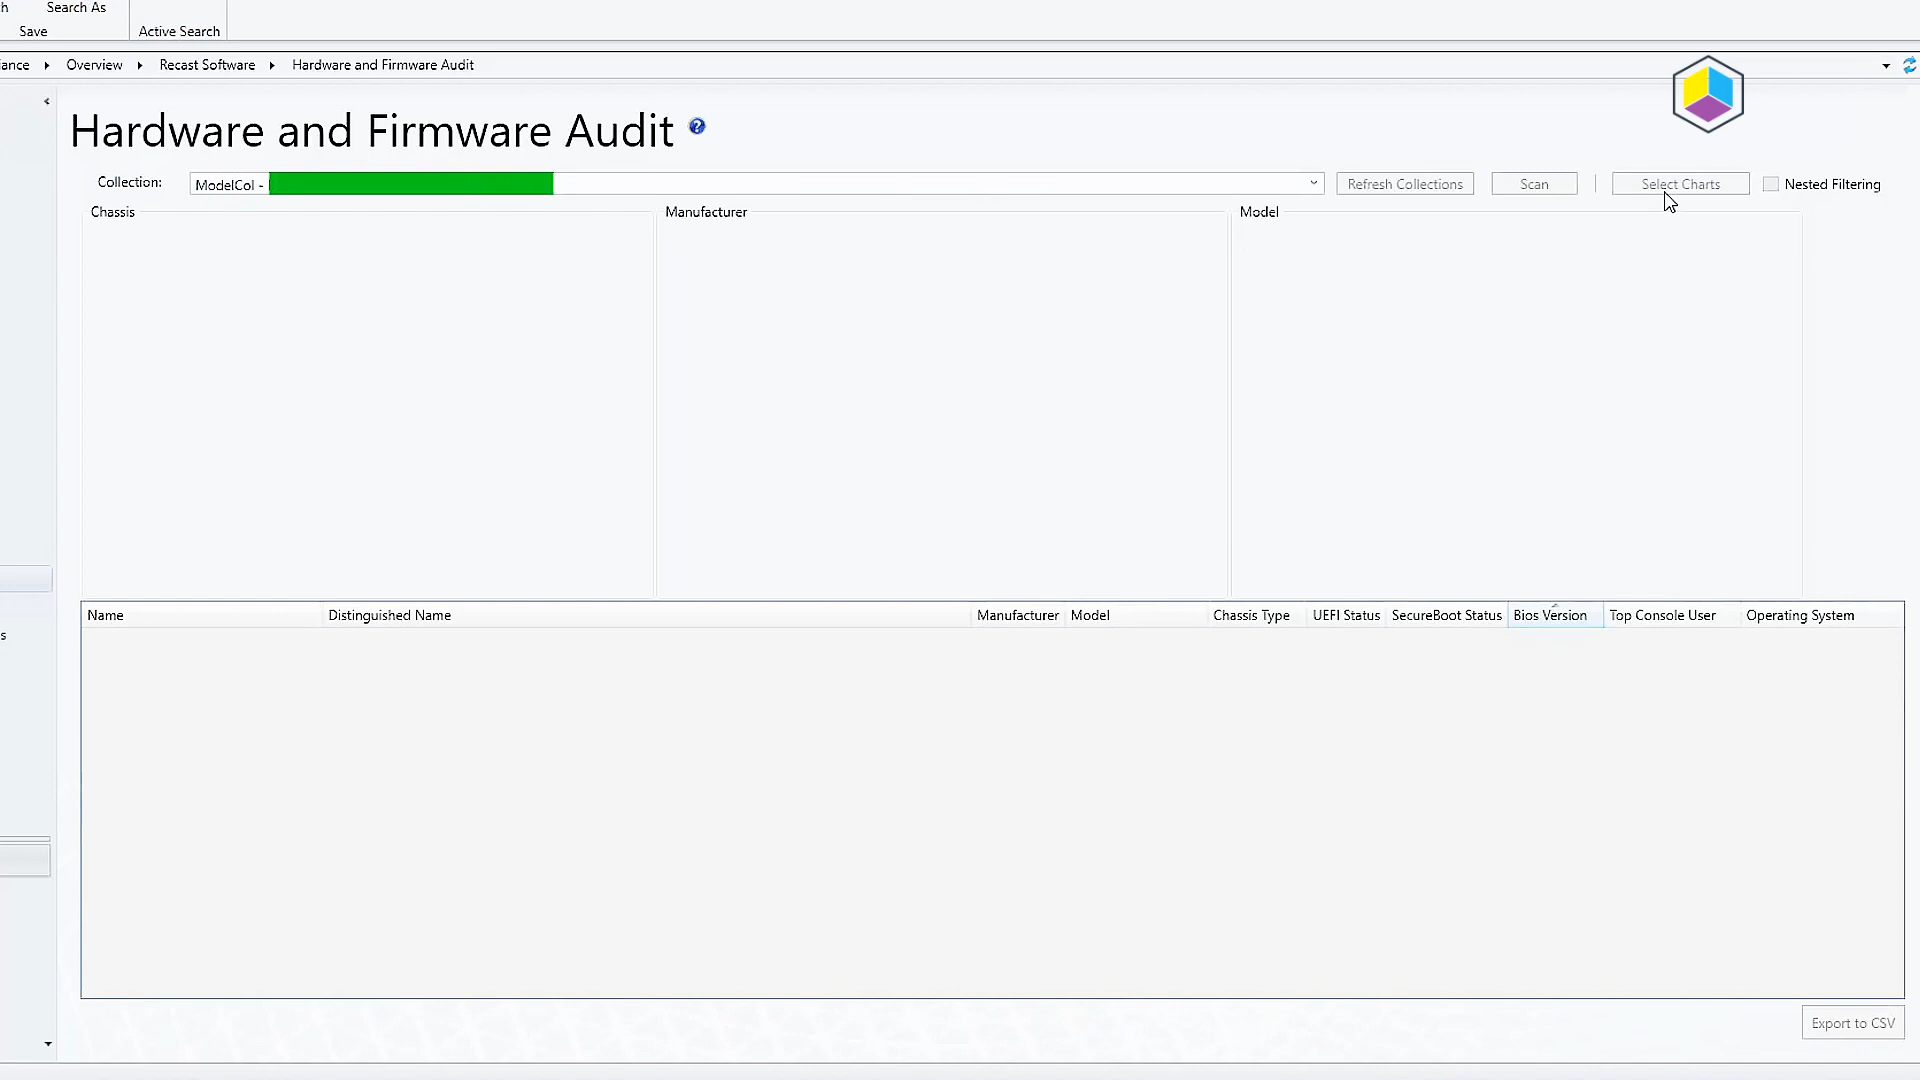 h
Search As
Save
Active Search
iance
Overview
Recast Software
Hardware and Firmware Audit
Hardware and Firmware Audit
Collection:
ModelCol -
Refresh Collections
Scan
Select Charts
Nested Filtering
Chassis
Manufacturer
Model
Name
Distinguished Name
Manufacturer
Model
Chassis Type
UEFI Status
SecureBoot Status
Bios Version
Top Console User
Operating System
s
Export to CSV